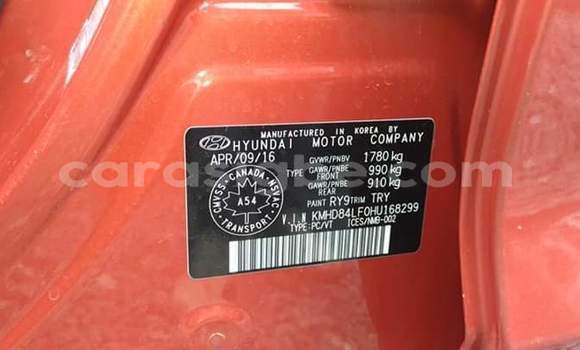 MANUFACTURED IN KOREA BY
HYUNDAI MOTOR COMPANY
APR/09/16
GVWR/PNBV 1780 kg
TYPE GAWR/PNBE FRONT 990 kg
GAWR/PNBE REAR 910 kg
PAINT RY9 TRIM TRY
V.I.N KMHD84LF0HU168299
TYPE:PC/VT ICES/NMB-002
CANADA
CMVSS NSVAC
A54
TRANSPORT